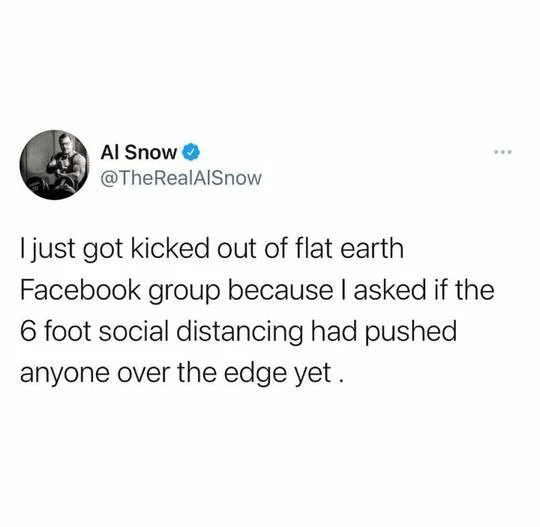 Al Snow
@TheRealAlSnow
I just got kicked out of flat earth
Facebook group because I asked if the
6 foot social distancing had pushed
anyone over the edge yet .